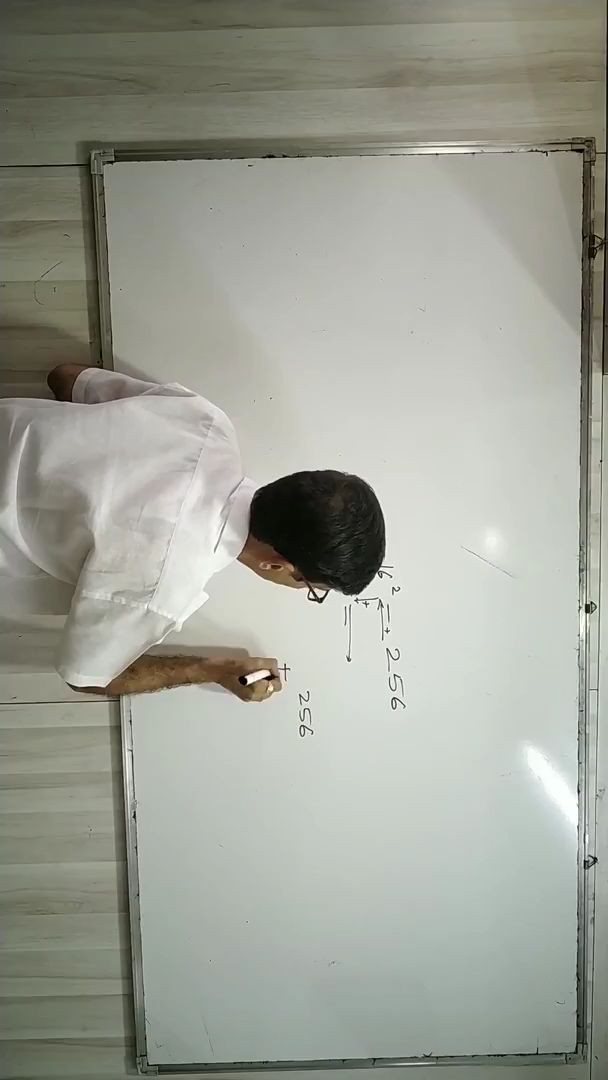 16² = 256
256
+